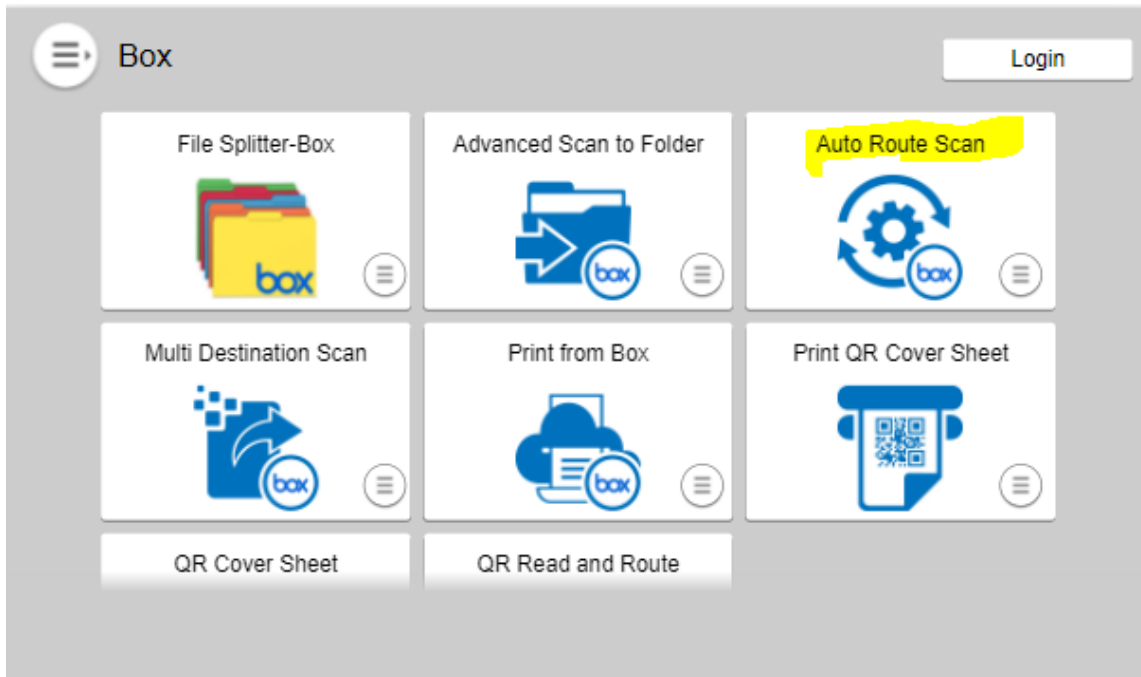 Box
Login
File Splitter-Box
Advanced Scan to Folder
Auto Route Scan
box
box
box
Multi Destination Scan
Print from Box
Print QR Cover Sheet
box
box
QR Cover Sheet
QR Read and Route